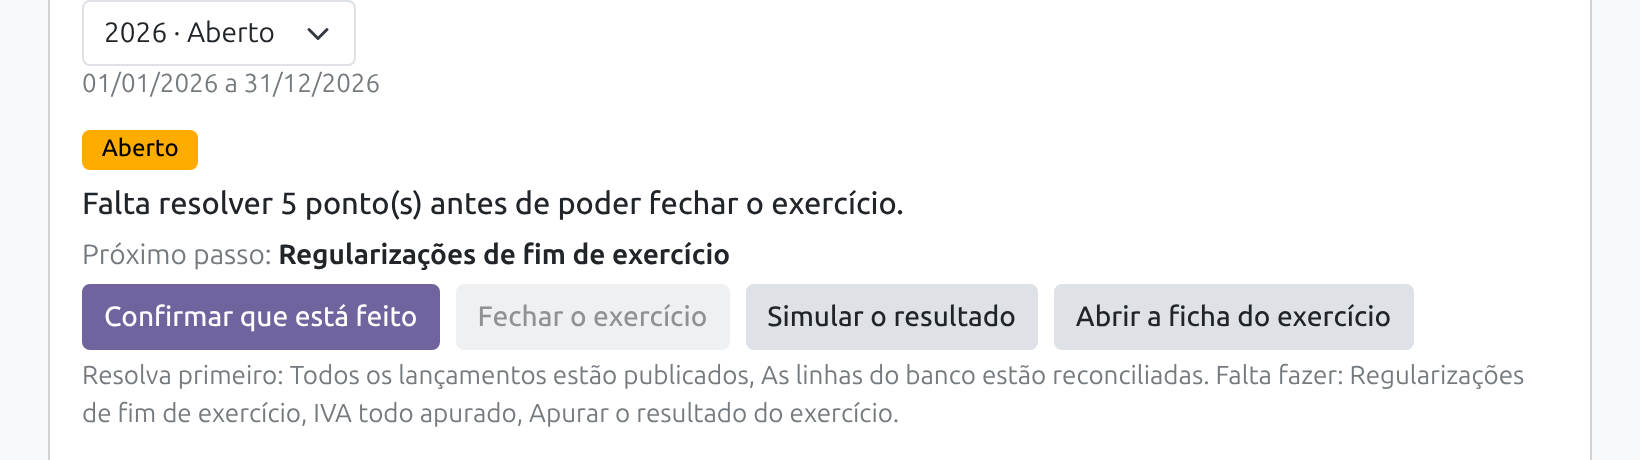 2026 · Aberto
01/01/2026 a 31/12/2026
Aberto
Falta resolver 5 ponto(s) antes de poder fechar o exercício.
Próximo passo: Regularizações de fim de exercício
Confirmar que está feito Fechar o exercício Simular o resultado Abrir a ficha do exercício
Resolva primeiro: Todos os lançamentos estão publicados, As linhas do banco estão reconciliadas. Falta fazer: Regularizações
de fim de exercício, IVA todo apurado, Apurar o resultado do exercício.